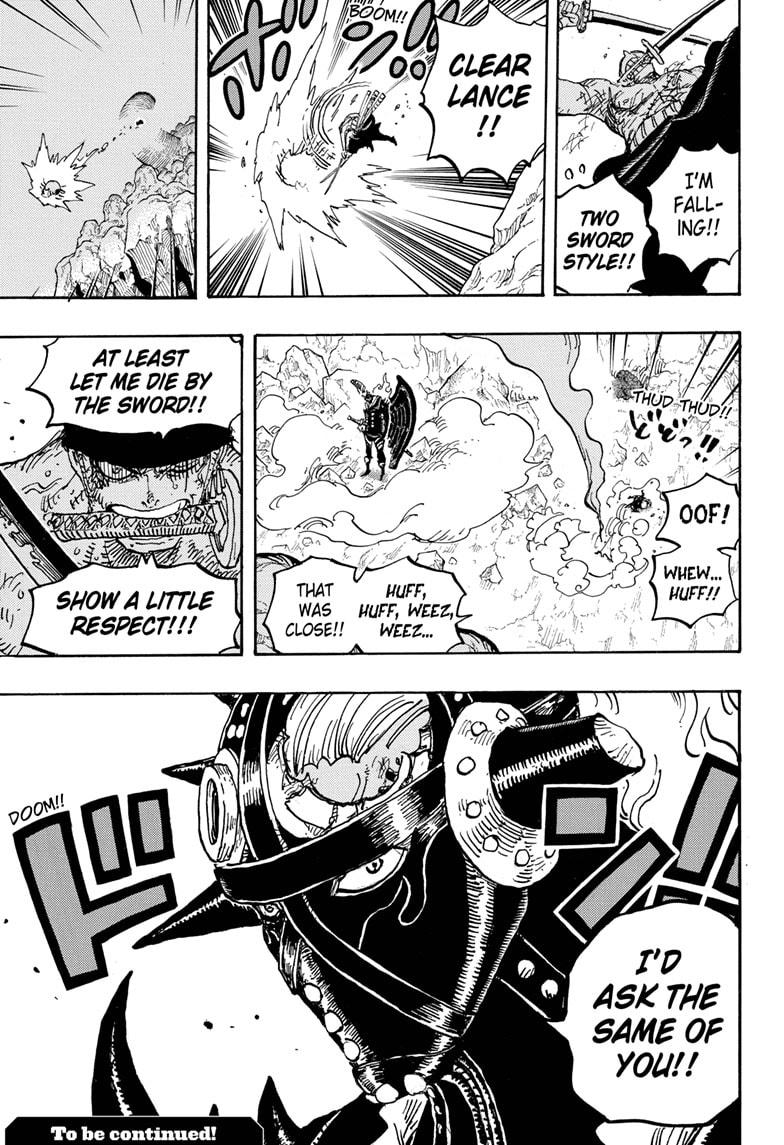 I'M
FALL-
ING!!
TWO
SWORD
STYLE!!
CLEAR
LANCE
!!
BOOM!!
THUD THUD!!
OOF!
WHEW...
HUFF!!
HUFF,
HUFF, WEEZ,
WEEZ...
THAT
WAS
CLOSE!!
AT LEAST
LET ME DIE BY
THE SWORD!!
SHOW A LITTLE
RESPECT!!!
DOOM!!
I'D
ASK THE
SAME OF
YOU!!
To be continued!